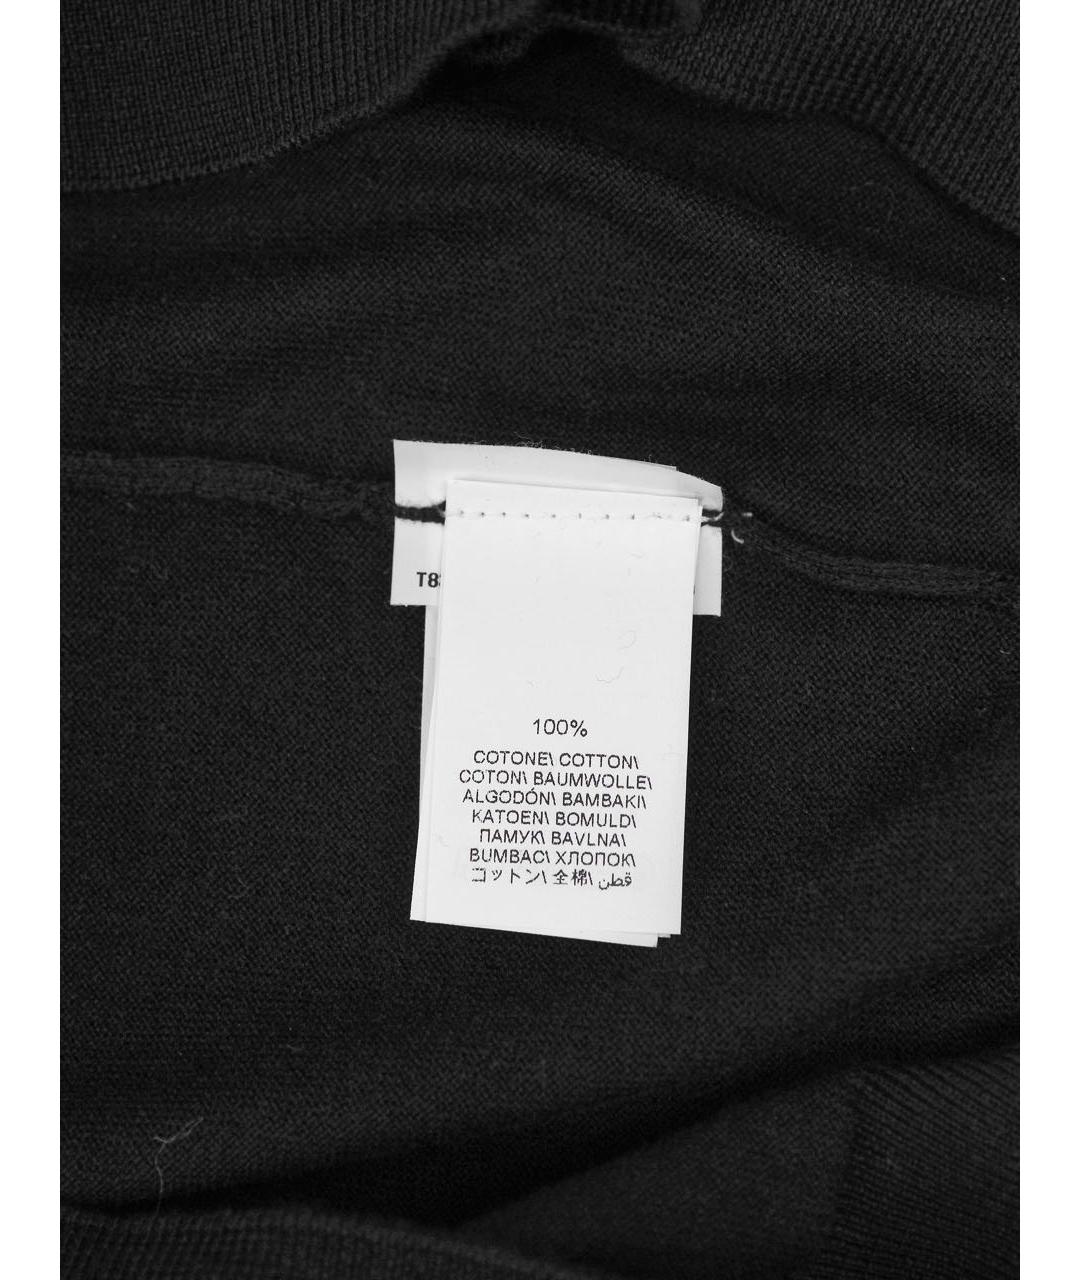 T8
100%
COTONE\ COTTON\
COTON\ BAUMWOLLE\
ALGODÓN\ BAMBAKI\
KATOEN\ BOMULD\
ПАМУК\ BAVLNA\
BUMBAC\ ХЛОПОК\
コットン\ 全棉\ قطن